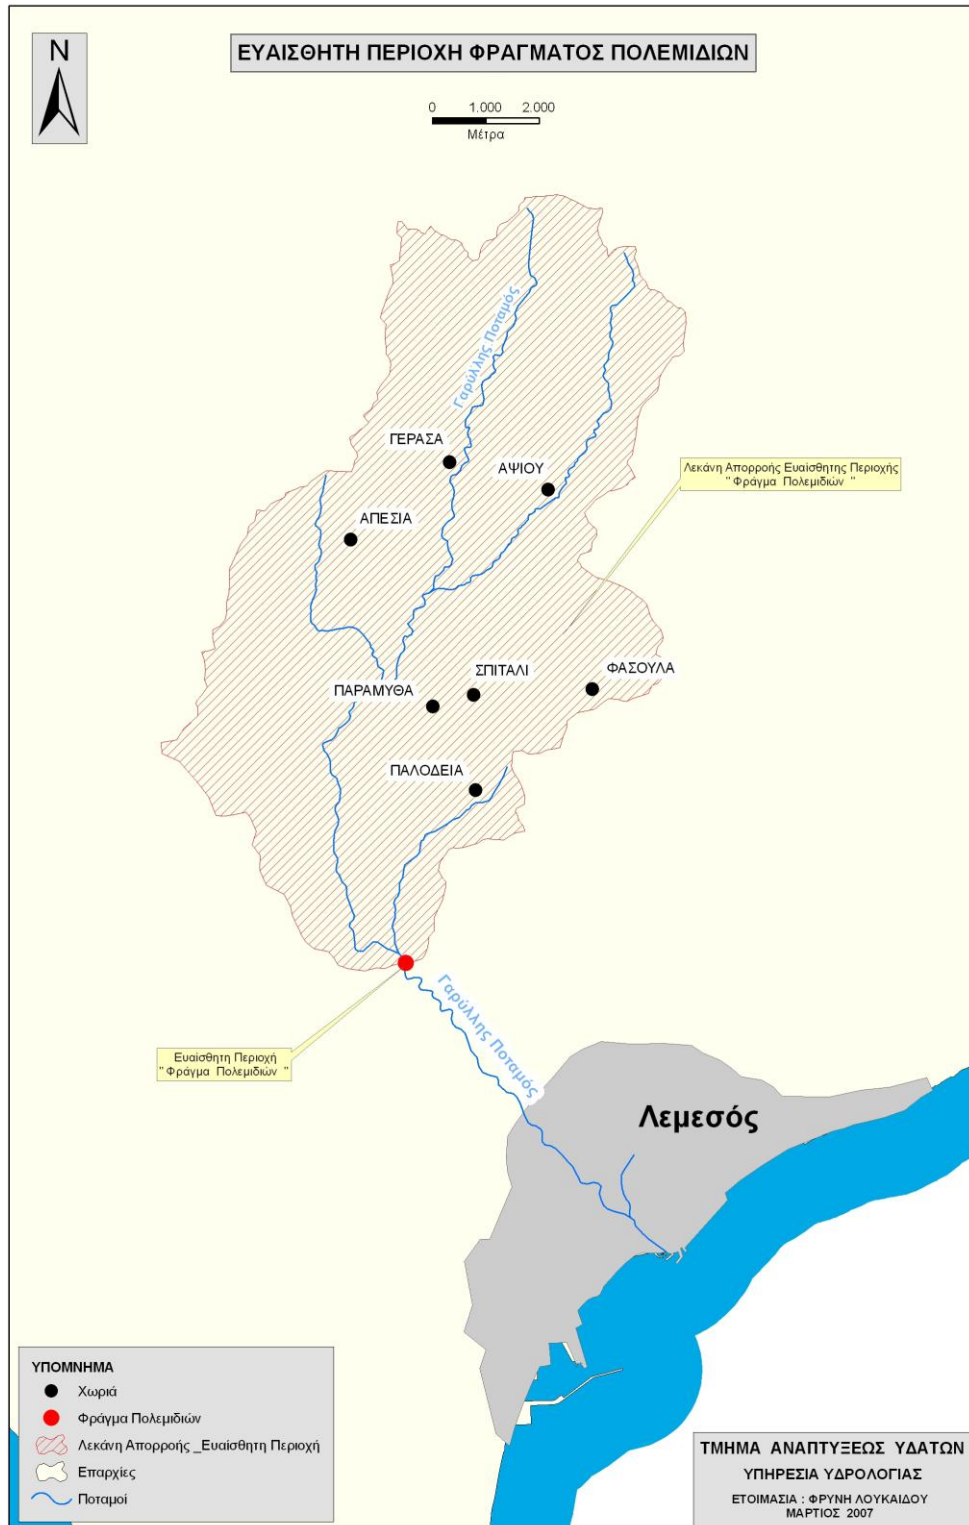 N
ΕΥΑΙΣΘΗΤΗ ΠΕΡΙΟΧΗ ΦΡΑΓΜΑΤΟΣ ΠΟΛΕΜΙΔΙΩΝ
0 1.000 2.000
Μέτρα
Γαρύλλης Ποταμός
ΓΕΡΑΣΑ
ΑΨΙΟΥ
Λεκάνη Απορροής Ευαίσθητης Περιοχής
" Φράγμα Πολεμιδιών "
ΑΠΕΣΙΑ
ΣΠΙΤΑΛΙ
ΦΑΣΟΥΛΑ
ΠΑΡΑΜΥΘΑ
ΠΑΛΟΔΕΙΑ
Γαρύλλης Ποταμός
Ευαίσθητη Περιοχή
" Φράγμα Πολεμιδιών "
Λεμεσός
ΥΠΟΜΝΗΜΑ
Χωριά
Φράγμα Πολεμιδιών
Λεκάνη Απορροής _Ευαίσθητη Περιοχή
Επαρχίες
Ποταμοί
ΤΜΗΜΑ ΑΝΑΠΤΥΞΕΩΣ ΥΔΑΤΩΝ
ΥΠΗΡΕΣΙΑ ΥΔΡΟΛΟΓΙΑΣ
ΕΤΟΙΜΑΣΙΑ : ΦΡΥΝΗ ΛΟΥΚΑΙΔΟΥ
ΜΑΡΤΙΟΣ 2007